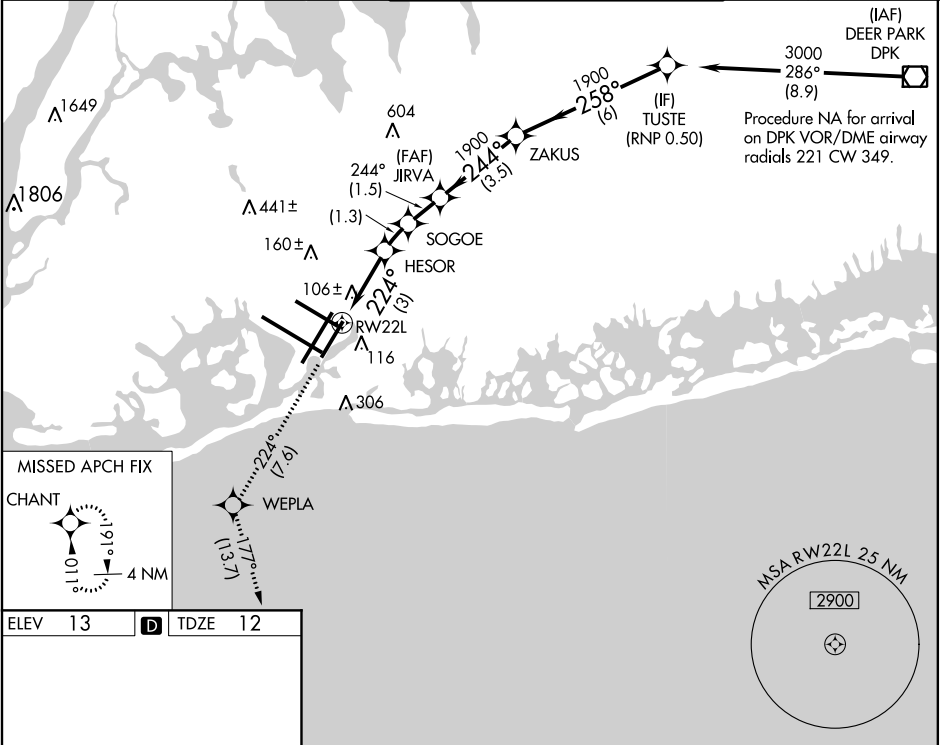 (IAF)
DEER PARK
DPK
3000
286°
(8.9)
1900
258°
(6)
(IF)
TUSTE
(RNP 0.50)
Procedure NA for arrival
on DPK VOR/DME airway
radials 221 CW 349.
1649
604
1900
244°
(3.5)
ZAKUS
(FAF)
JIRVA
244°
(1.5)
1806
441±
(1.3)
SOGOE
160±
HESOR
106±
224°
(3)
RW22L
116
306
224°
(7.6)
MISSED APCH FIX
CHANT
191°
011°
4 NM
WEPLA
177°
(13.7)
MSA RW22L 25 NM
2900
ELEV 13 D TDZE 12